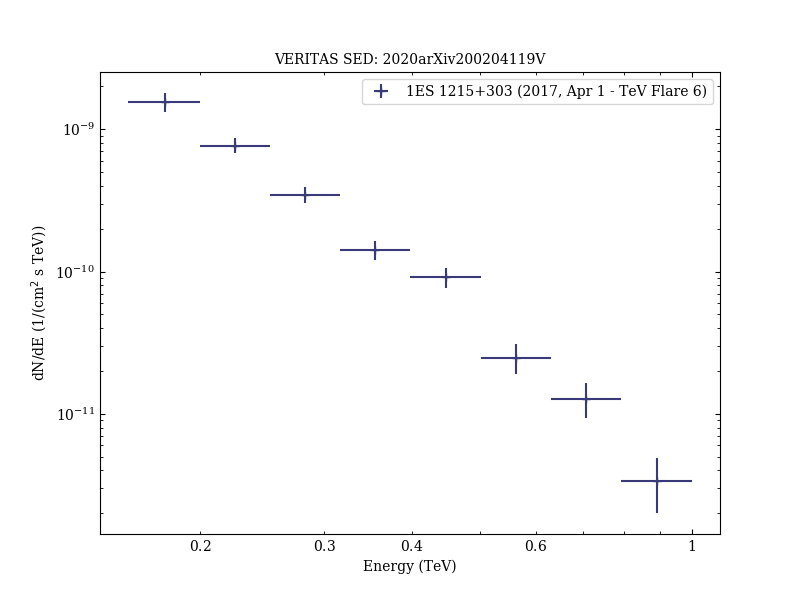 VERITAS SED: 2020arXiv200204119V
1ES 1215+303 (2017, Apr 1 - TeV Flare 6)
dN/dE (1/(cm² s TeV))
10⁻⁹
10⁻¹⁰
10⁻¹¹
0.2 0.3 0.4 0.6 1
Energy (TeV)